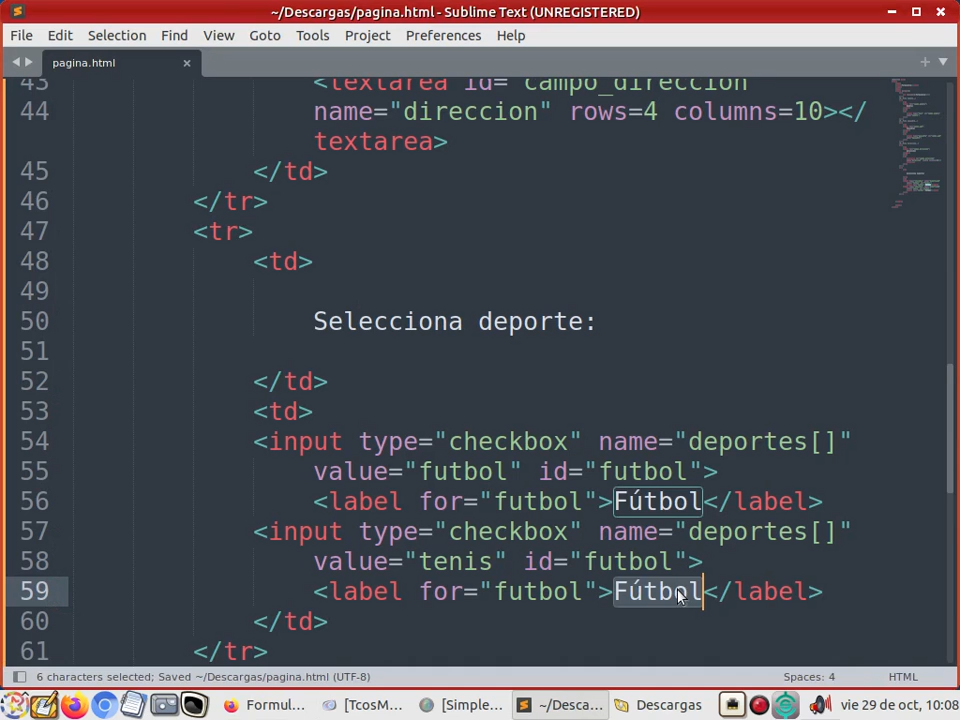 ~/Descargas/pagina.html - Sublime Text (UNREGISTERED)
File Edit Selection Find View Goto Tools Project Preferences Help
pagina.html
43 <textarea id="campo_direccion"
44 name="direccion" rows=4 columns=10></
textarea>
45 </td>
46 </tr>
47 <tr>
48 <td>
49
50 Selecciona deporte:
51
52 </td>
53 <td>
54 <input type="checkbox" name="deportes[]"
55 value="futbol" id="futbol">
56 <label for="futbol">Fútbol</label>
57 <input type="checkbox" name="deportes[]"
58 value="tenis" id="futbol">
59 <label for="futbol">Fútbol</label>
60 </td>
61 </tr>
6 characters selected; Saved ~/Descargas/pagina.html (UTF-8) Spaces: 4 HTML
Formul... [TcosM... [Simple... ~/Desca... Descargas vie 29 de oct, 10:08